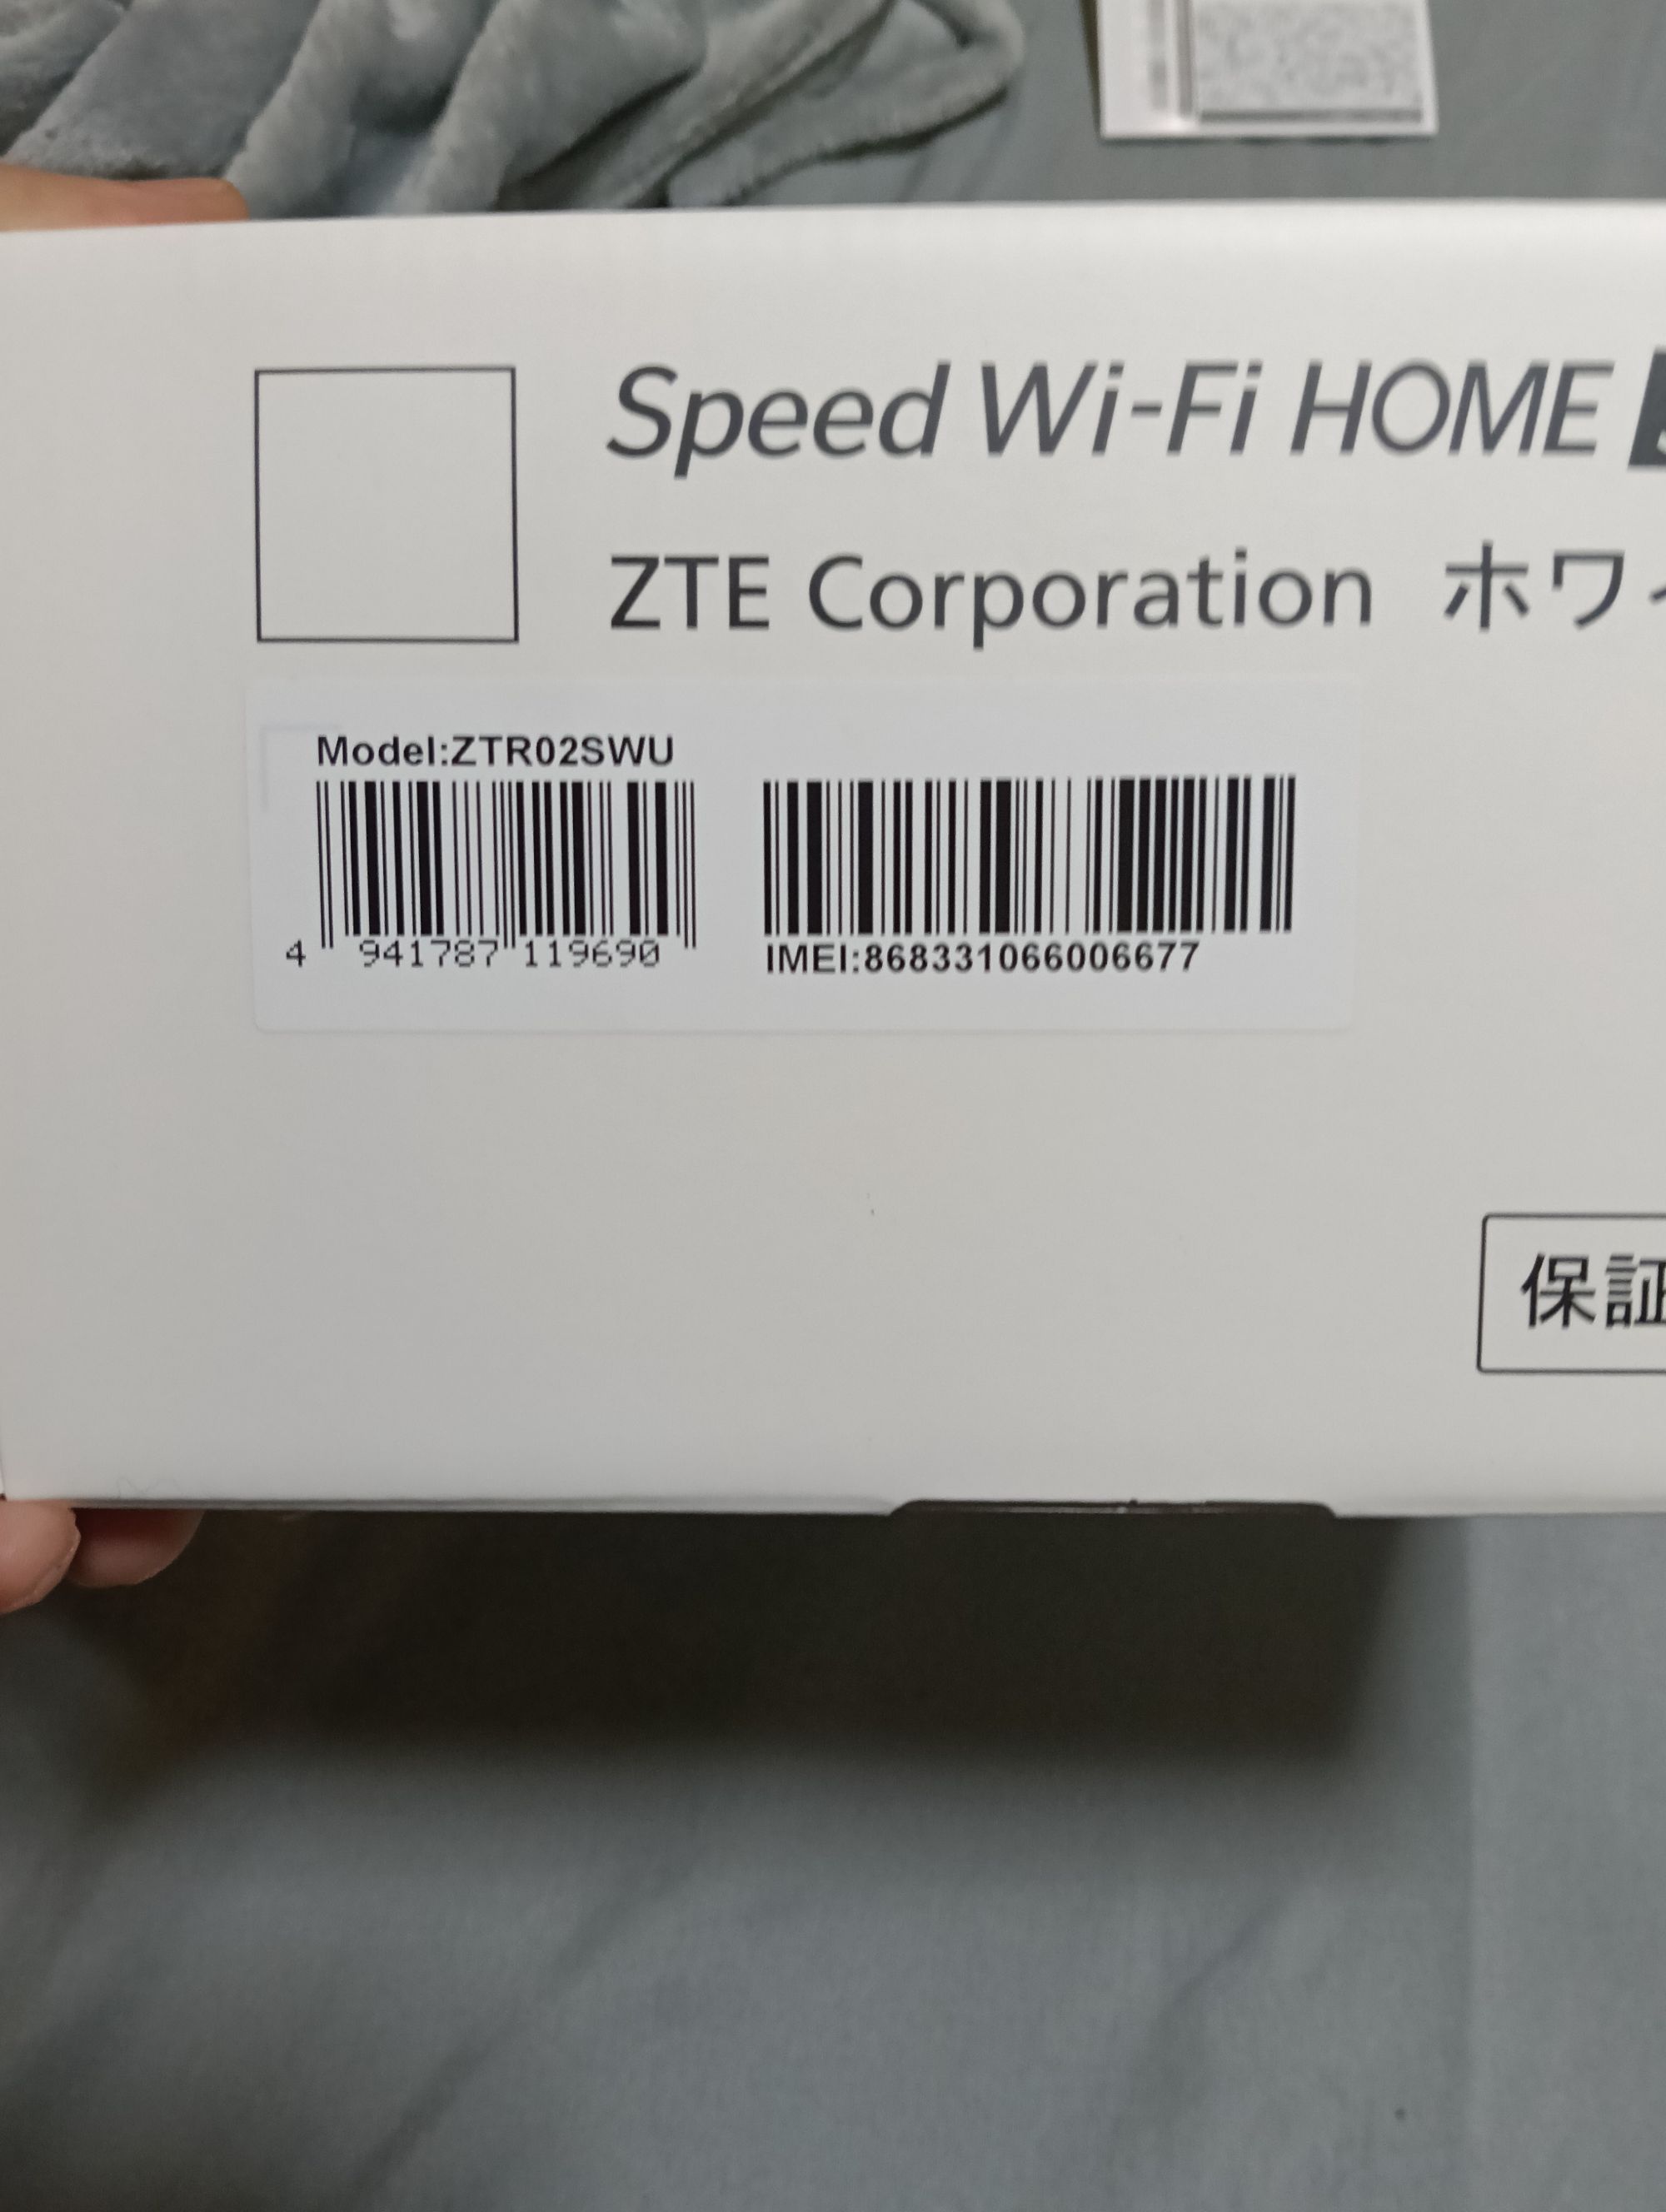 Speed Wi-Fi HOME
ZTE Corporation ホワ
Model:ZTR02SWU
4 941787 119690
IMEI:868331066006677
保証